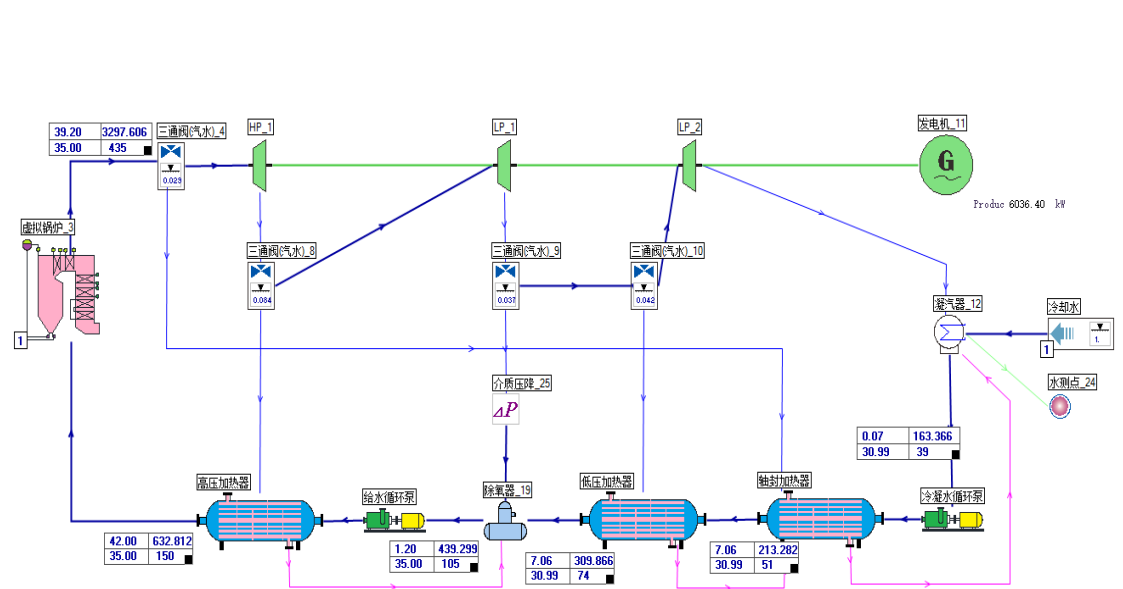 发电机_11
HP_1
LP_1
LP_2
39.20 3297.606
35.00 435
三通阀(气水)_4
0.023
G
Produc 6036.40 kW
虚拟锅炉_3
三通阀(气水)_8
三通阀(气水)_9
三通阀(气水)_10
0.084
0.037
0.042
凝汽器_12
冷却水
1.
1
1
介质压降_25
ΔP
水测点_24
0.07 163.366
30.99 39
高压加热器
给水循环泵
除氧器_19
低压加热器
轴封加热器
冷凝水循环泵
42.00 632.812
35.00 150
1.20 439.299
35.00 105
7.06 309.866
30.99 74
7.06 213.282
30.99 51